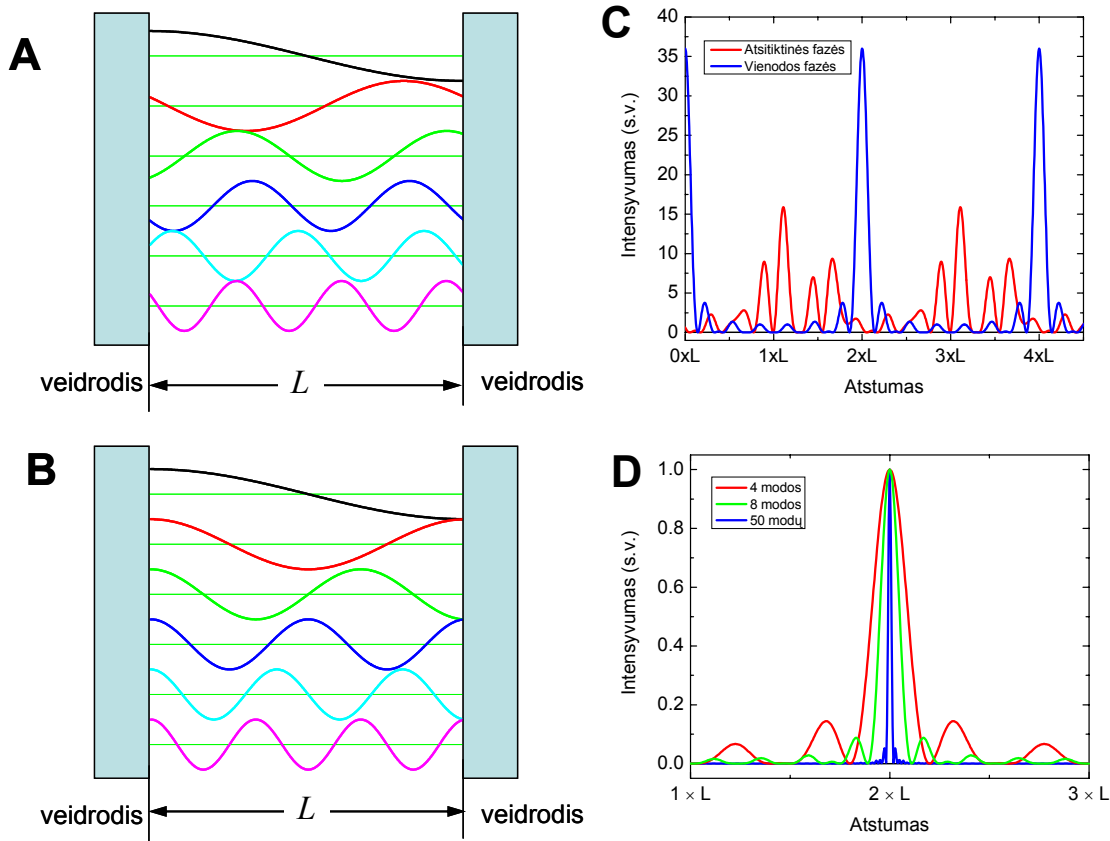 A
veidrodis
L
veidrodis
B
veidrodis
L
veidrodis
C
Atsitiktinės fazės
Vienodos fazės
Intensyvumas (s.v.)
40
35
30
25
20
15
10
5
0
0xL 1xL 2xL 3xL 4xL
Atstumas
D
4 modos
8 modos
50 modų
Intensyvumas (s.v.)
1.0
0.8
0.6
0.4
0.2
0.0
1 × L 2 × L 3 × L
Atstumas